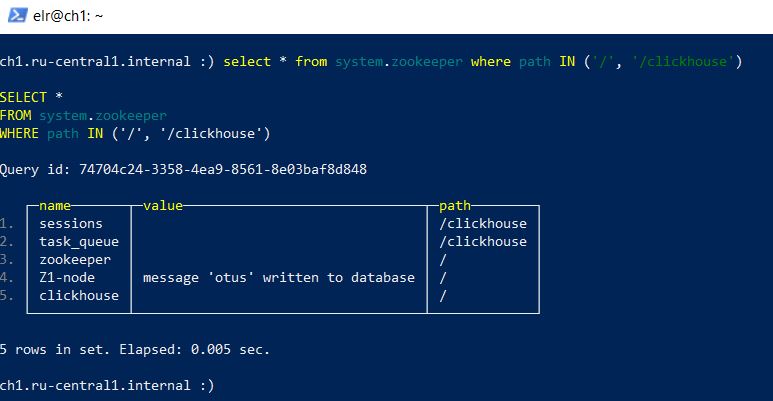 elr@ch1: ~
ch1.ru-central1.internal :) select * from system.zookeeper where path IN ('/', '/clickhouse')
SELECT *
FROM system.zookeeper
WHERE path IN ('/', '/clickhouse')
Query id: 74704c24-3358-4ea9-8561-8e03baf8d848
name value path
1. sessions /clickhouse
2. task_queue /clickhouse
3. zookeeper /
4. Z1-node message 'otus' written to database /
5. clickhouse /
5 rows in set. Elapsed: 0.005 sec.
ch1.ru-central1.internal :)